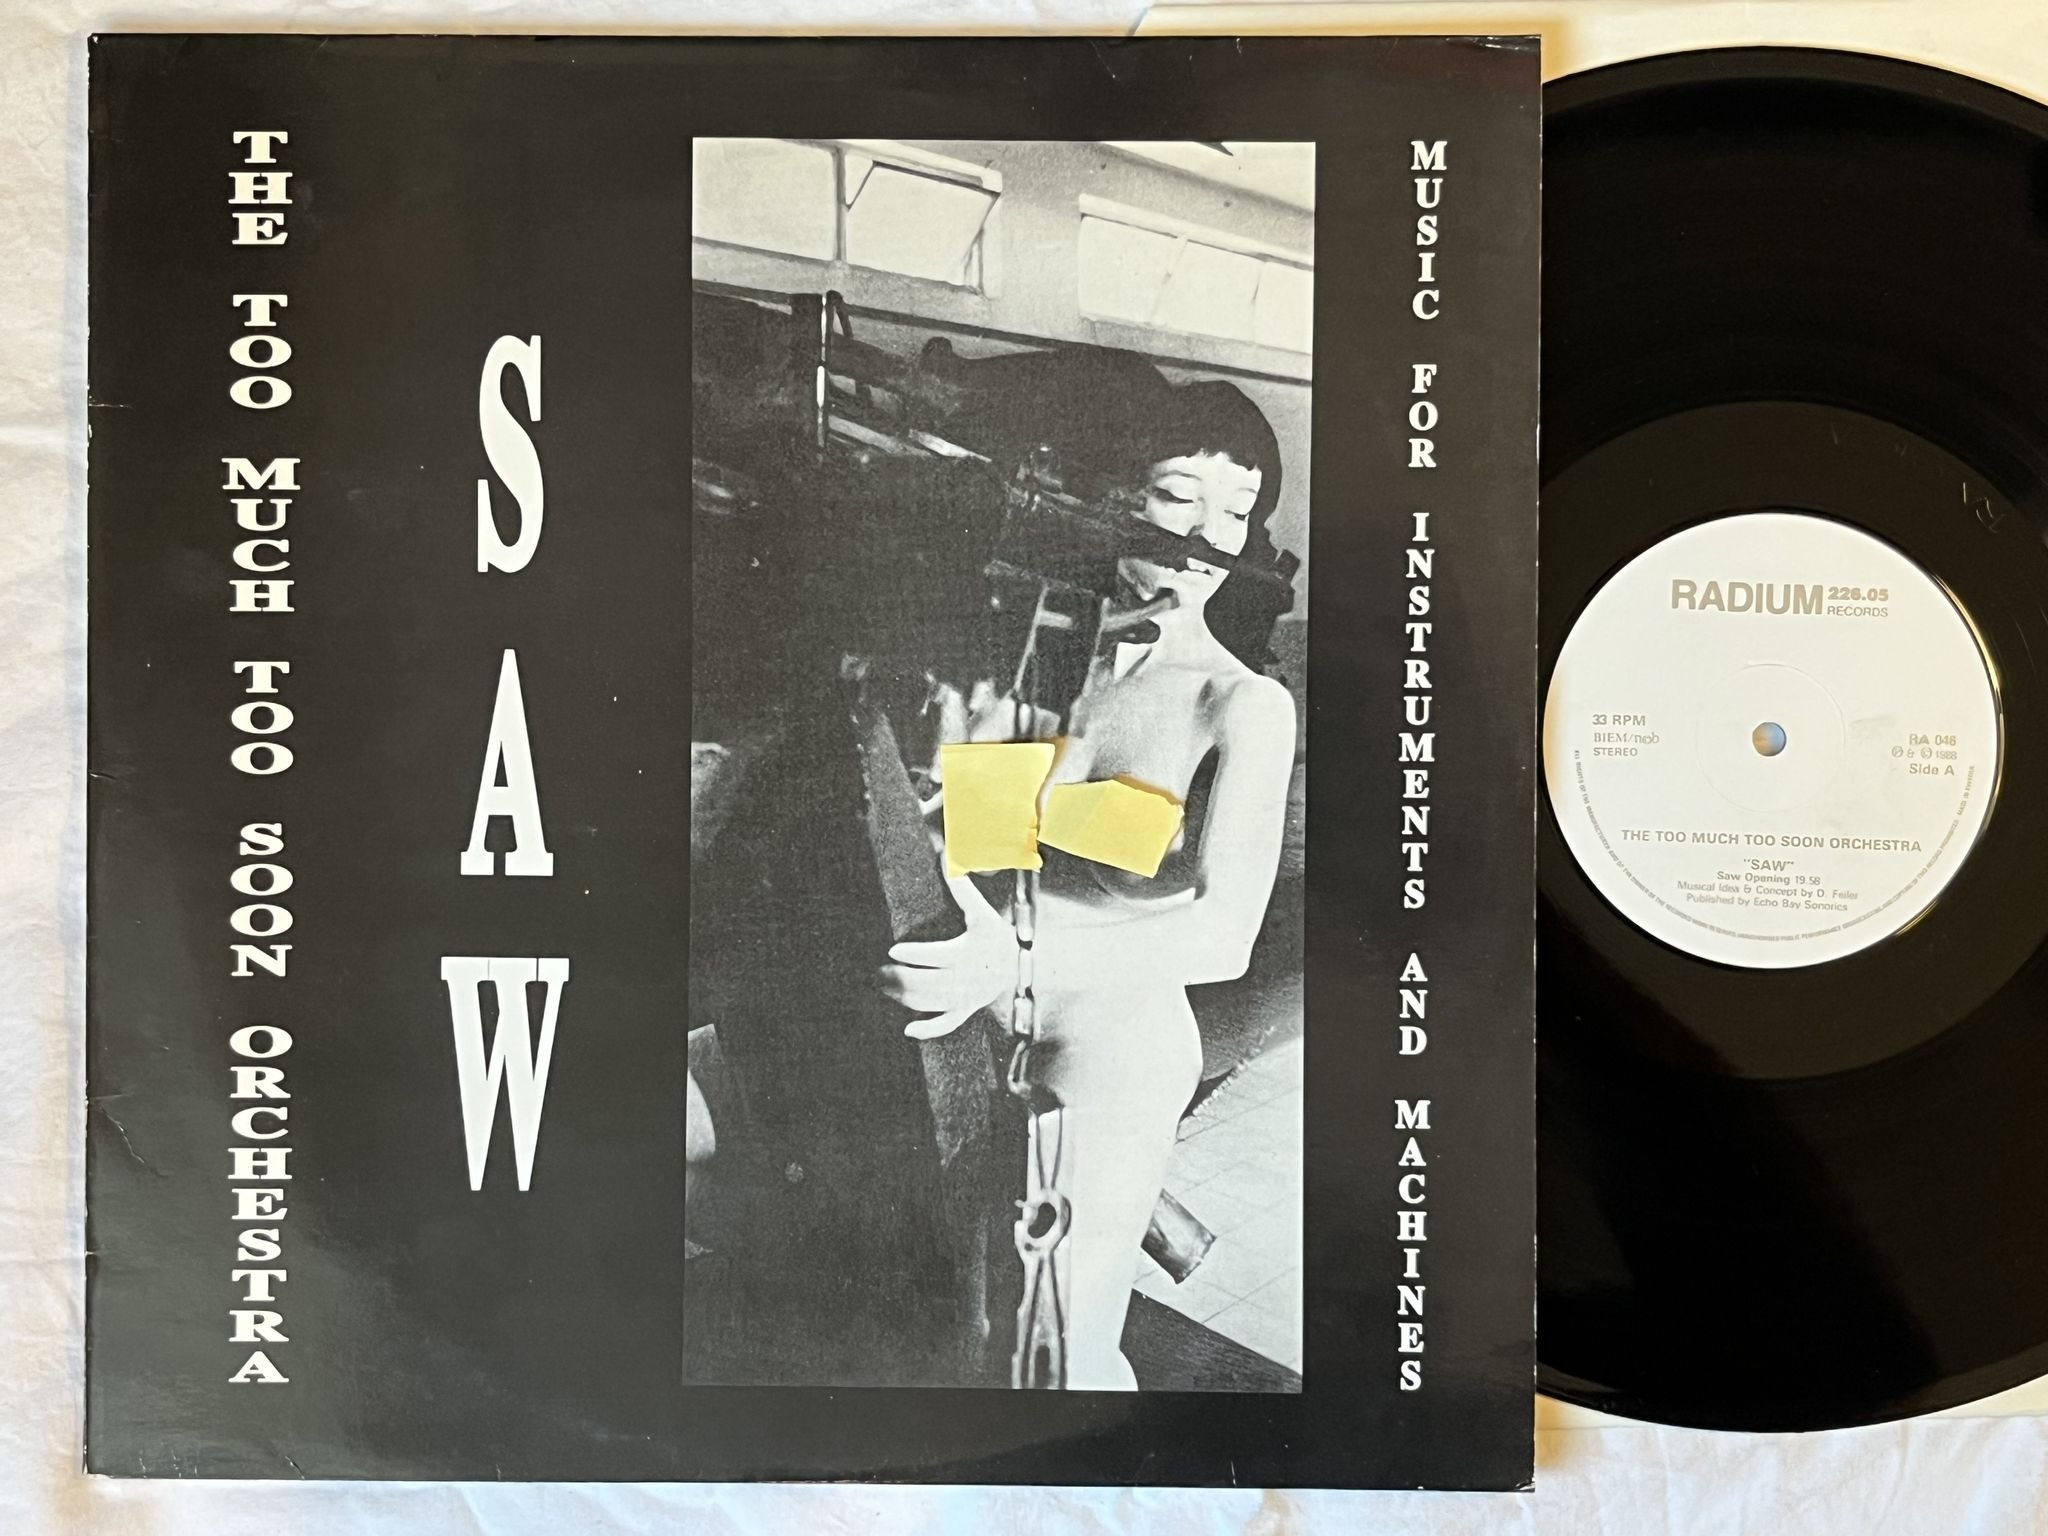 THE TOO MUCH TOO SOON ORCHESTRA
SAW
MUSIC FOR INSTRUMENTS AND MACHINES
RADIUM 226.05
RECORDS
33 RPM
BIEM/n©b
STEREO
RA 046
℗ & © 1988
Side A
THE TOO MUCH TOO SOON ORCHESTRA
"SAW"
Saw Opening 19.58
Musical Idea & Concept by D. Feiler
Published by Echo Bay Sonorics